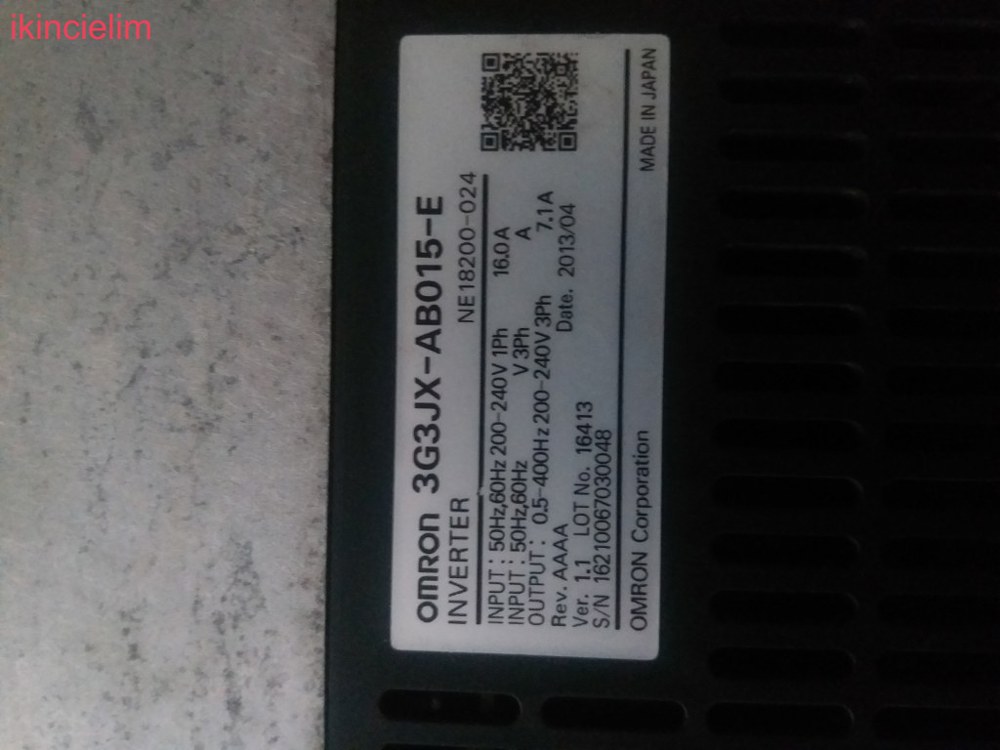 ikincielim
OMRON 3G3JX-AB015-E
INVERTER NE18200-024
INPUT : 50Hz,60Hz 200-240V 1Ph 16.0A
INPUT : 50Hz,60Hz V 3Ph A
OUTPUT : 0.5-400Hz 200-240V 3Ph 7.1A
Rev. AAAA Date. 2013/04
Ver. 1.1 LOT No. 16413
S/N 16210067030048
OMRON Corporation MADE IN JAPAN